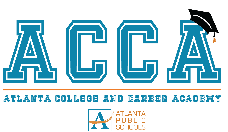 ACCA
ATLANTA COLLEGE AND CAREER ACADEMY
ATLANTA
PUBLIC
SCHOOLS